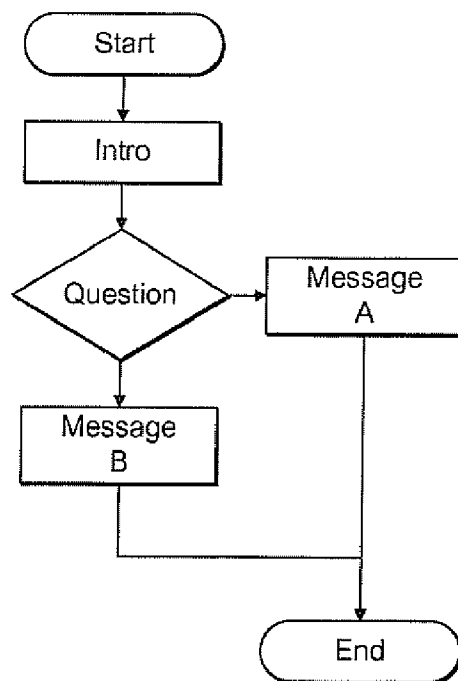 Start
Intro
Question
Message
A
Message
B
End